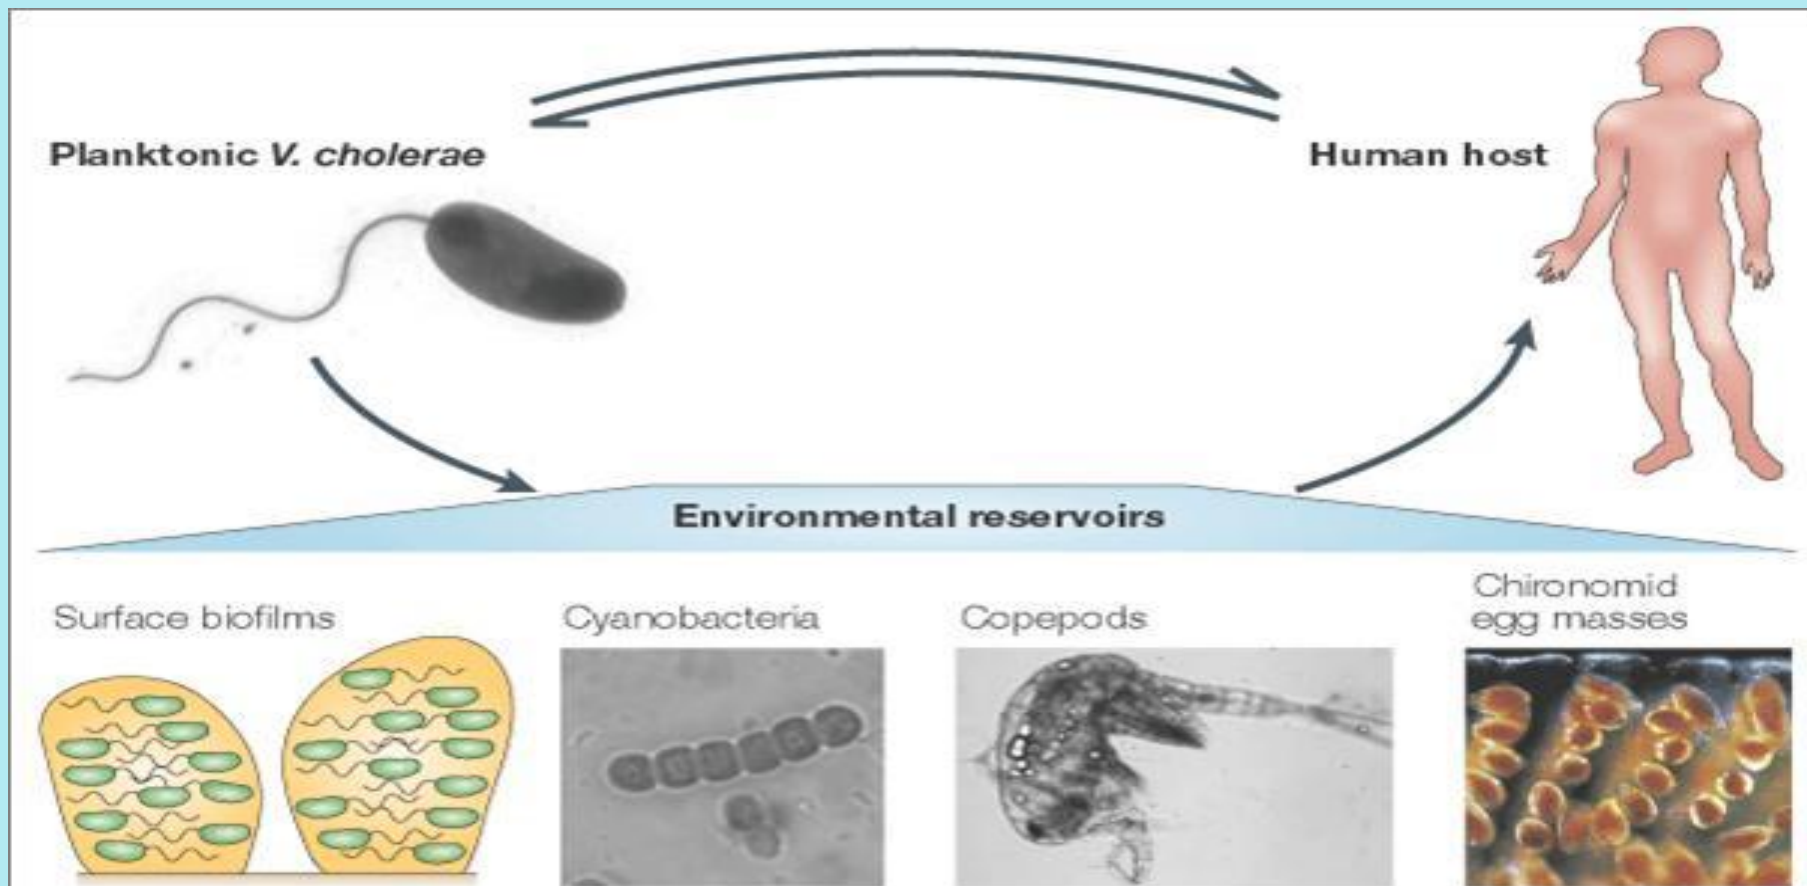 Planktonic V. cholerae
Human host
Environmental reservoirs
Surface biofilms
Cyanobacteria
Copepods
Chironomid
egg masses